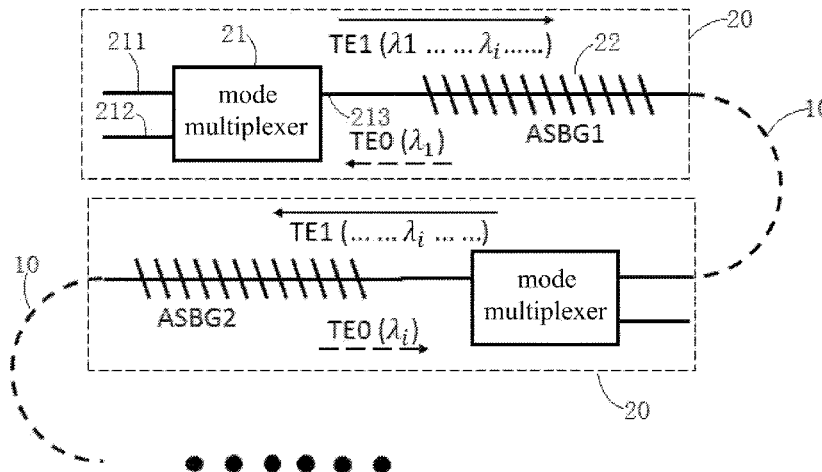 211
21
TE1 (λ1 ... ... λi ......)
22
20
mode
multiplexer
212
213
10
TE0 (λ1)
ASBG1
TE1 (... ... λi ... ...)
10
mode
multiplexer
ASBG2
TE0 (λi)
20